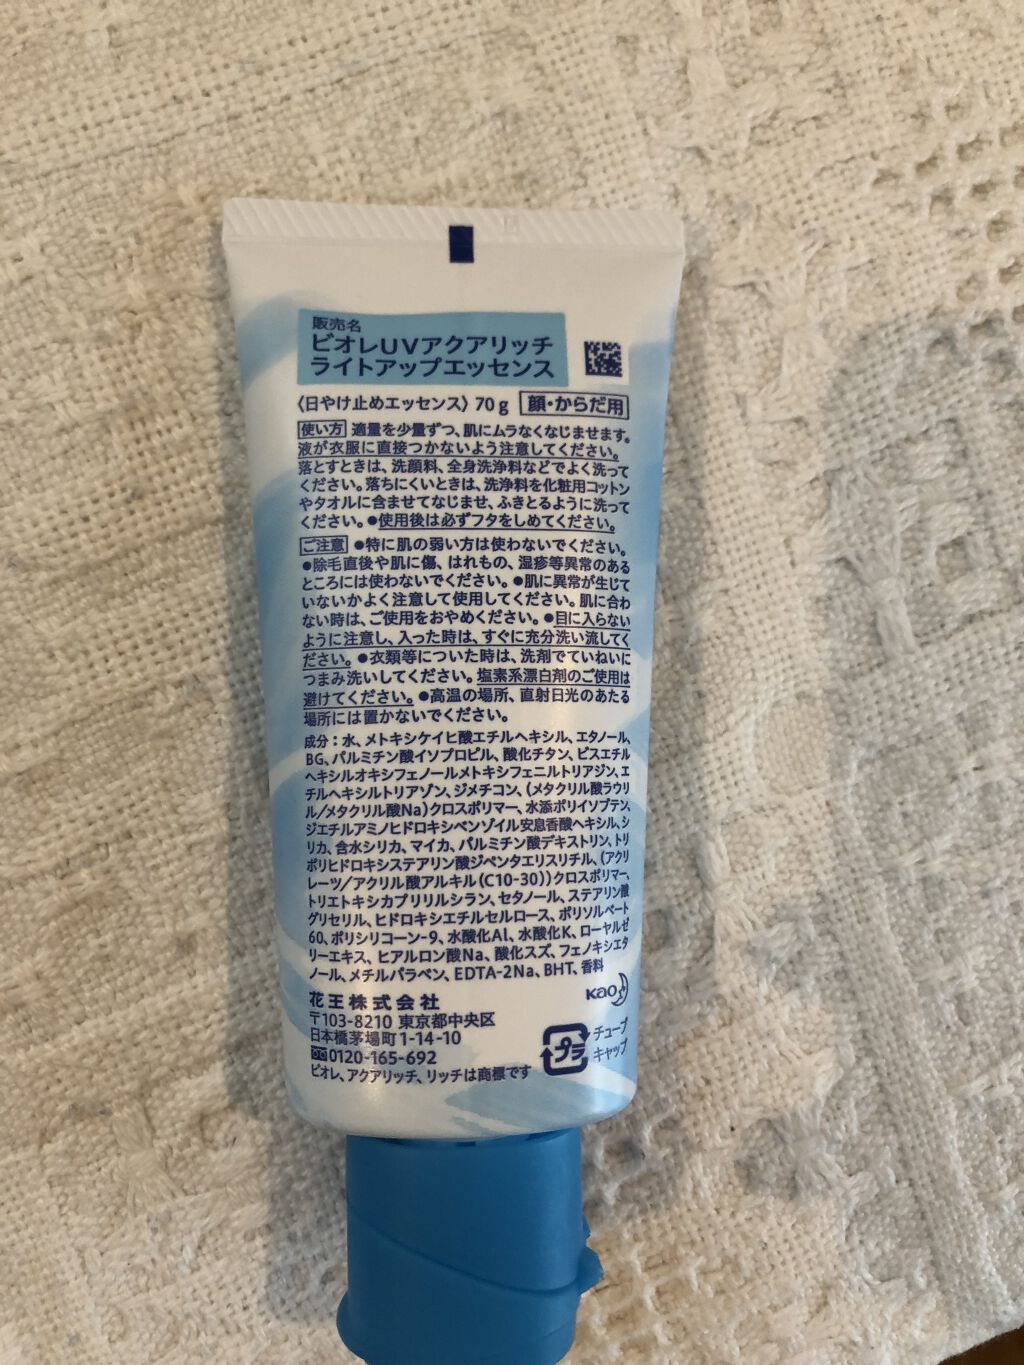 販売名
ビオレUVアクアリッチ
ライトアップエッセンス
〈日やけ止めエッセンス〉70g 顔・からだ用
使い方 適量を少量ずつ、肌にムラなくなじませます。
液が衣服に直接つかないよう注意してください。
落とすときは、洗顔料、全身洗浄料などでよく洗って
ください。落ちにくいときは、洗浄料を化粧用コットン
やタオルに含ませてなじませ、ふきとるように洗って
ください。●使用後は必ずフタをしめてください。
ご注意 ●特に肌の弱い方は使わないでください。
●除毛直後や肌に傷、はれもの、湿疹等異常のある
ところには使わないでください。●肌に異常が生じて
いないかよく注意して使用してください。肌に合わ
ない時は、ご使用をおやめください。●目に入らない
ように注意し、入った時は、すぐに充分洗い流してく
ださい。●衣類等についた時は、洗剤でていねいに
つまみ洗いしてください。塩素系漂白剤のご使用は
避けてください。●高温の場所、直射日光のあたる
場所には置かないでください。
成分：水、メトキシケイヒ酸エチルヘキシル、エタノール、
BG、パルミチン酸イソプロピル、酸化チタン、ビスエチル
ヘキシルオキシフェノールメトキシフェニルトリアジン、エ
チルヘキシルトリアゾン、ジメチコン、（メタクリル酸ラウリ
ル/メタクリル酸Na）クロスポリマー、水添ポリイソブテン、
ジエチルアミノヒドロキシベンゾイル安息香酸ヘキシル、シ
リカ、含水シリカ、マイカ、パルミチン酸デキストリン、トリ
ポリヒドロキシステアリン酸ジペンタエリスリチル、（アクリ
レーツ/アクリル酸アルキル（C10-30））クロスポリマー、
トリエトキシカプリリルシラン、セタノール、ステアリン酸
グリセリル、ヒドロキシエチルセルロース、ポリソルベート
60、ポリシリコーン-9、水酸化Al、水酸化K、ローヤルゼ
リーエキス、ヒアルロン酸Na、酸化スズ、フェノキシエタ
ノール、メチルパラベン、EDTA-2Na、BHT、香料
花王株式会社
〒103-8210 東京都中央区
日本橋茅場町1-14-10
0120-165-692
ビオレ、アクアリッチ、リッチは商標です
Kao
プラ
チューブ
キャップ